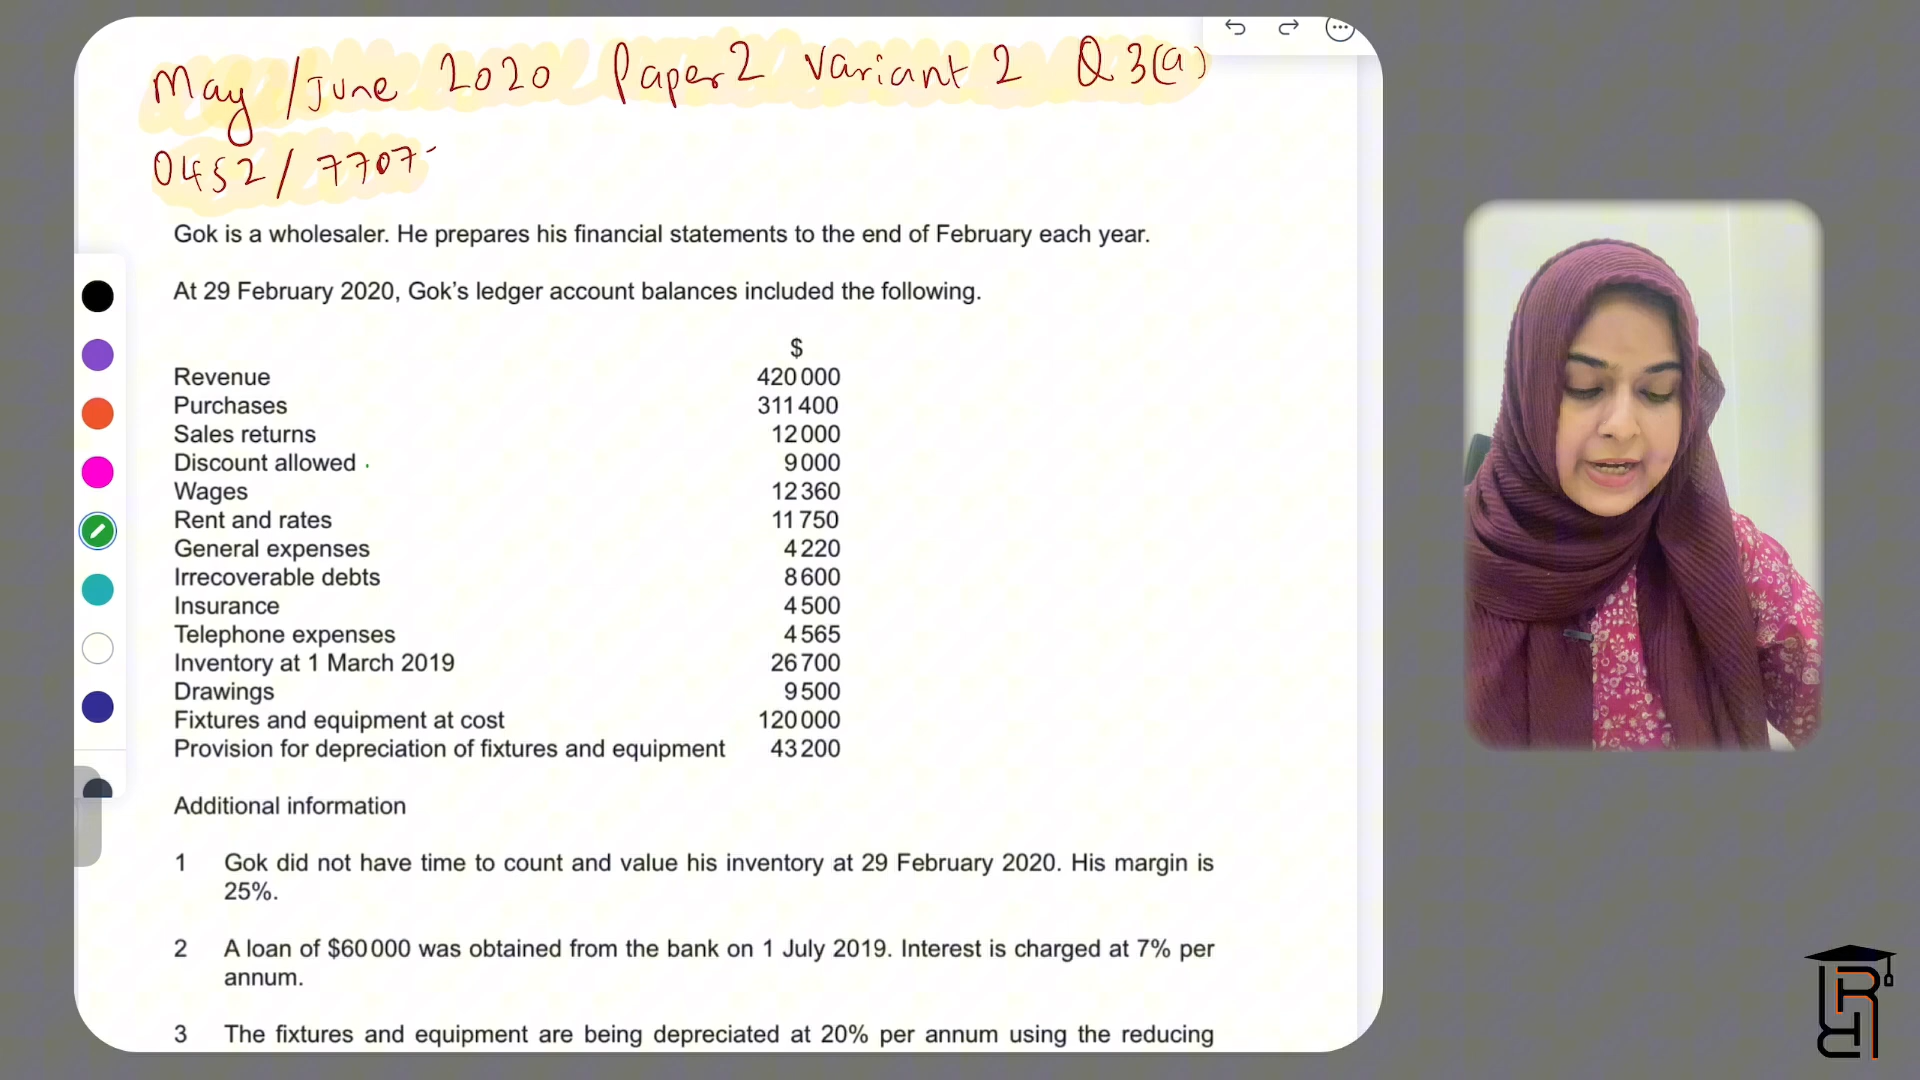 May /June 2020 Paper 2 Variant 2 Q3(a)
0452/ 7707
Gok is a wholesaler. He prepares his financial statements to the end of February each year.
At 29 February 2020, Gok's ledger account balances included the following.
$
Revenue 420 000
Purchases 311 400
Sales returns 12 000
Discount allowed 9 000
Wages 12 360
Rent and rates 11 750
General expenses 4 220
Irrecoverable debts 8 600
Insurance 4 500
Telephone expenses 4 565
Inventory at 1 March 2019 26 700
Drawings 9 500
Fixtures and equipment at cost 120 000
Provision for depreciation of fixtures and equipment 43 200
Additional information
1 Gok did not have time to count and value his inventory at 29 February 2020. His margin is
25%.
2 A loan of $60 000 was obtained from the bank on 1 July 2019. Interest is charged at 7% per
annum.
3 The fixtures and equipment are being depreciated at 20% per annum using the reducing